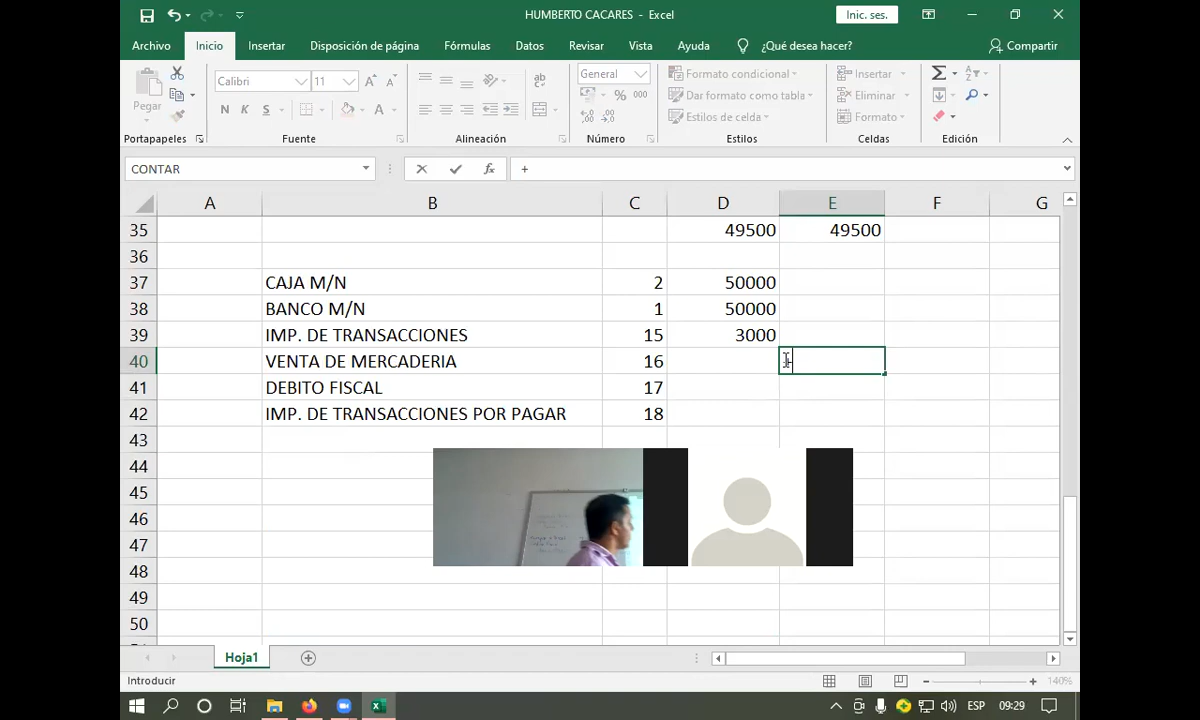 HUMBERTO CACARES - Excel
Inic. ses.
Archivo Inicio Insertar Disposición de página Fórmulas Datos Revisar Vista Ayuda ¿Qué desea hacer? Compartir
Pegar
Portapapeles
Calibri 11
N K S
Fuente
Alineación
General
% 000
Número
Formato condicional
Dar formato como tabla
Estilos de celda
Estilos
Insertar
Eliminar
Formato
Celdas
Edición
CONTAR fx +
A B C D E F G
35 49500 49500
36
37 CAJA M/N 2 50000
38 BANCO M/N 1 50000
39 IMP. DE TRANSACCIONES 15 3000
40 VENTA DE MERCADERIA 16 +
41 DEBITO FISCAL 17
42 IMP. DE TRANSACCIONES POR PAGAR 18
43
44
45
46
47
48
49
50
Hoja1
Introducir 140%
ESP 09:29